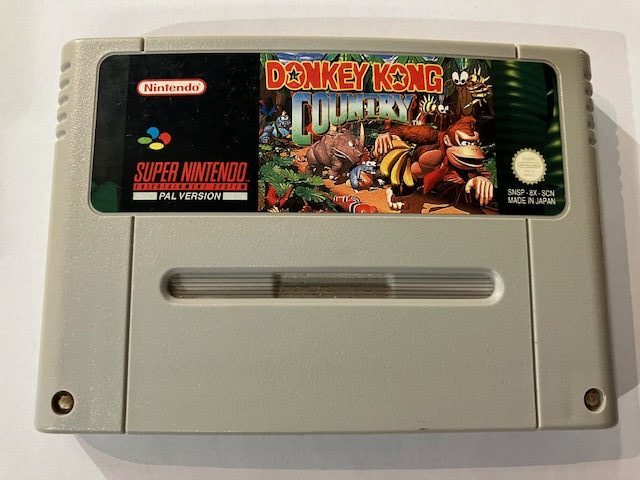 Nintendo
DONKEY KONG
COUNTRY
SUPER NINTENDO
ENTERTAINMENT SYSTEM
PAL VERSION
SNSP - 8X - SCN
MADE IN JAPAN